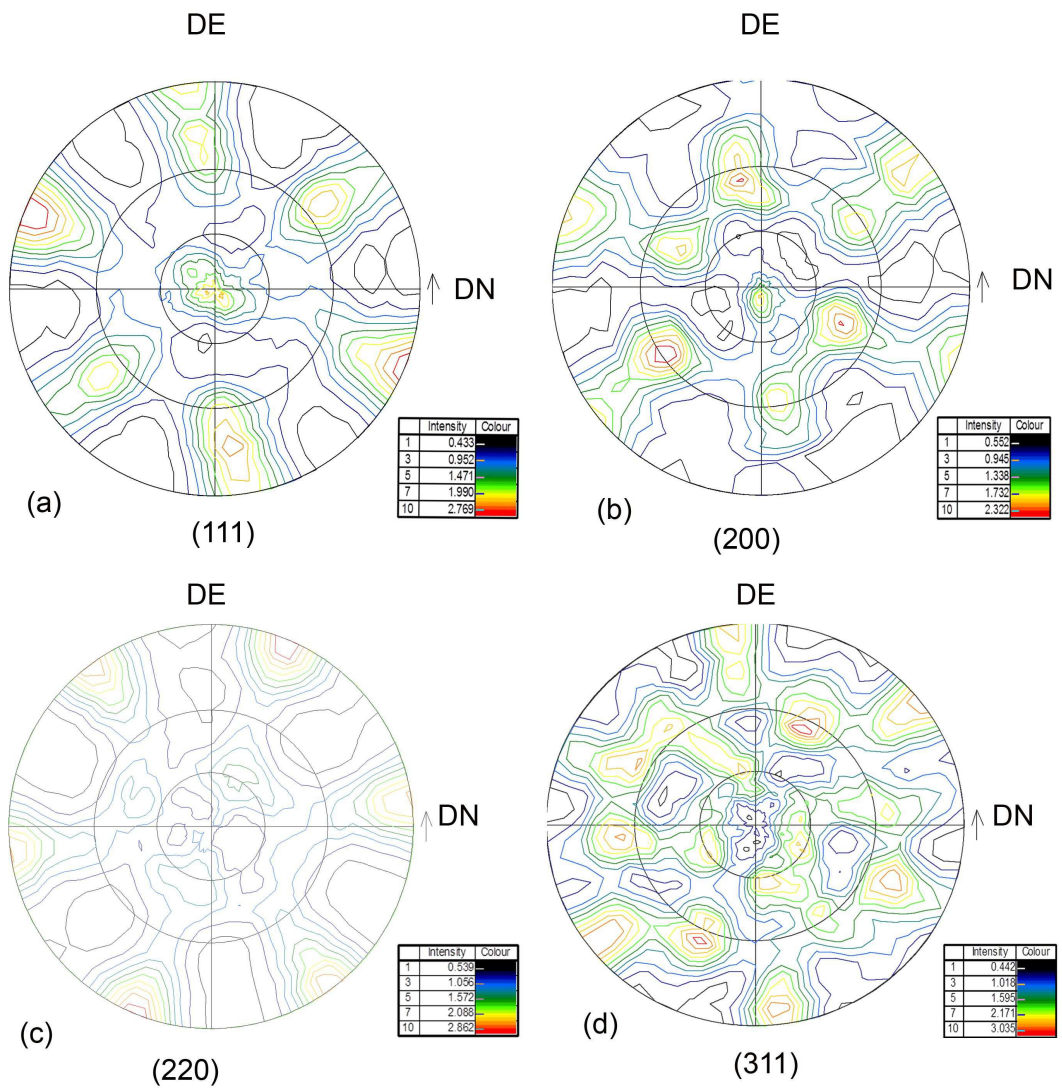 DE
DE
DN
DN
Intensity Colour
1 0.433
3 0.952
5 1.471
7 1.990
10 2.769
Intensity Colour
1 0.552
3 0.945
5 1.338
7 1.732
10 2.322
(a)
(b)
(111)
(200)
DE
DE
DN
DN
Intensity Colour
1 0.539
3 1.056
5 1.572
7 2.088
10 2.862
Intensity Colour
1 0.442
3 1.018
5 1.595
7 2.171
10 3.035
(c)
(d)
(220)
(311)